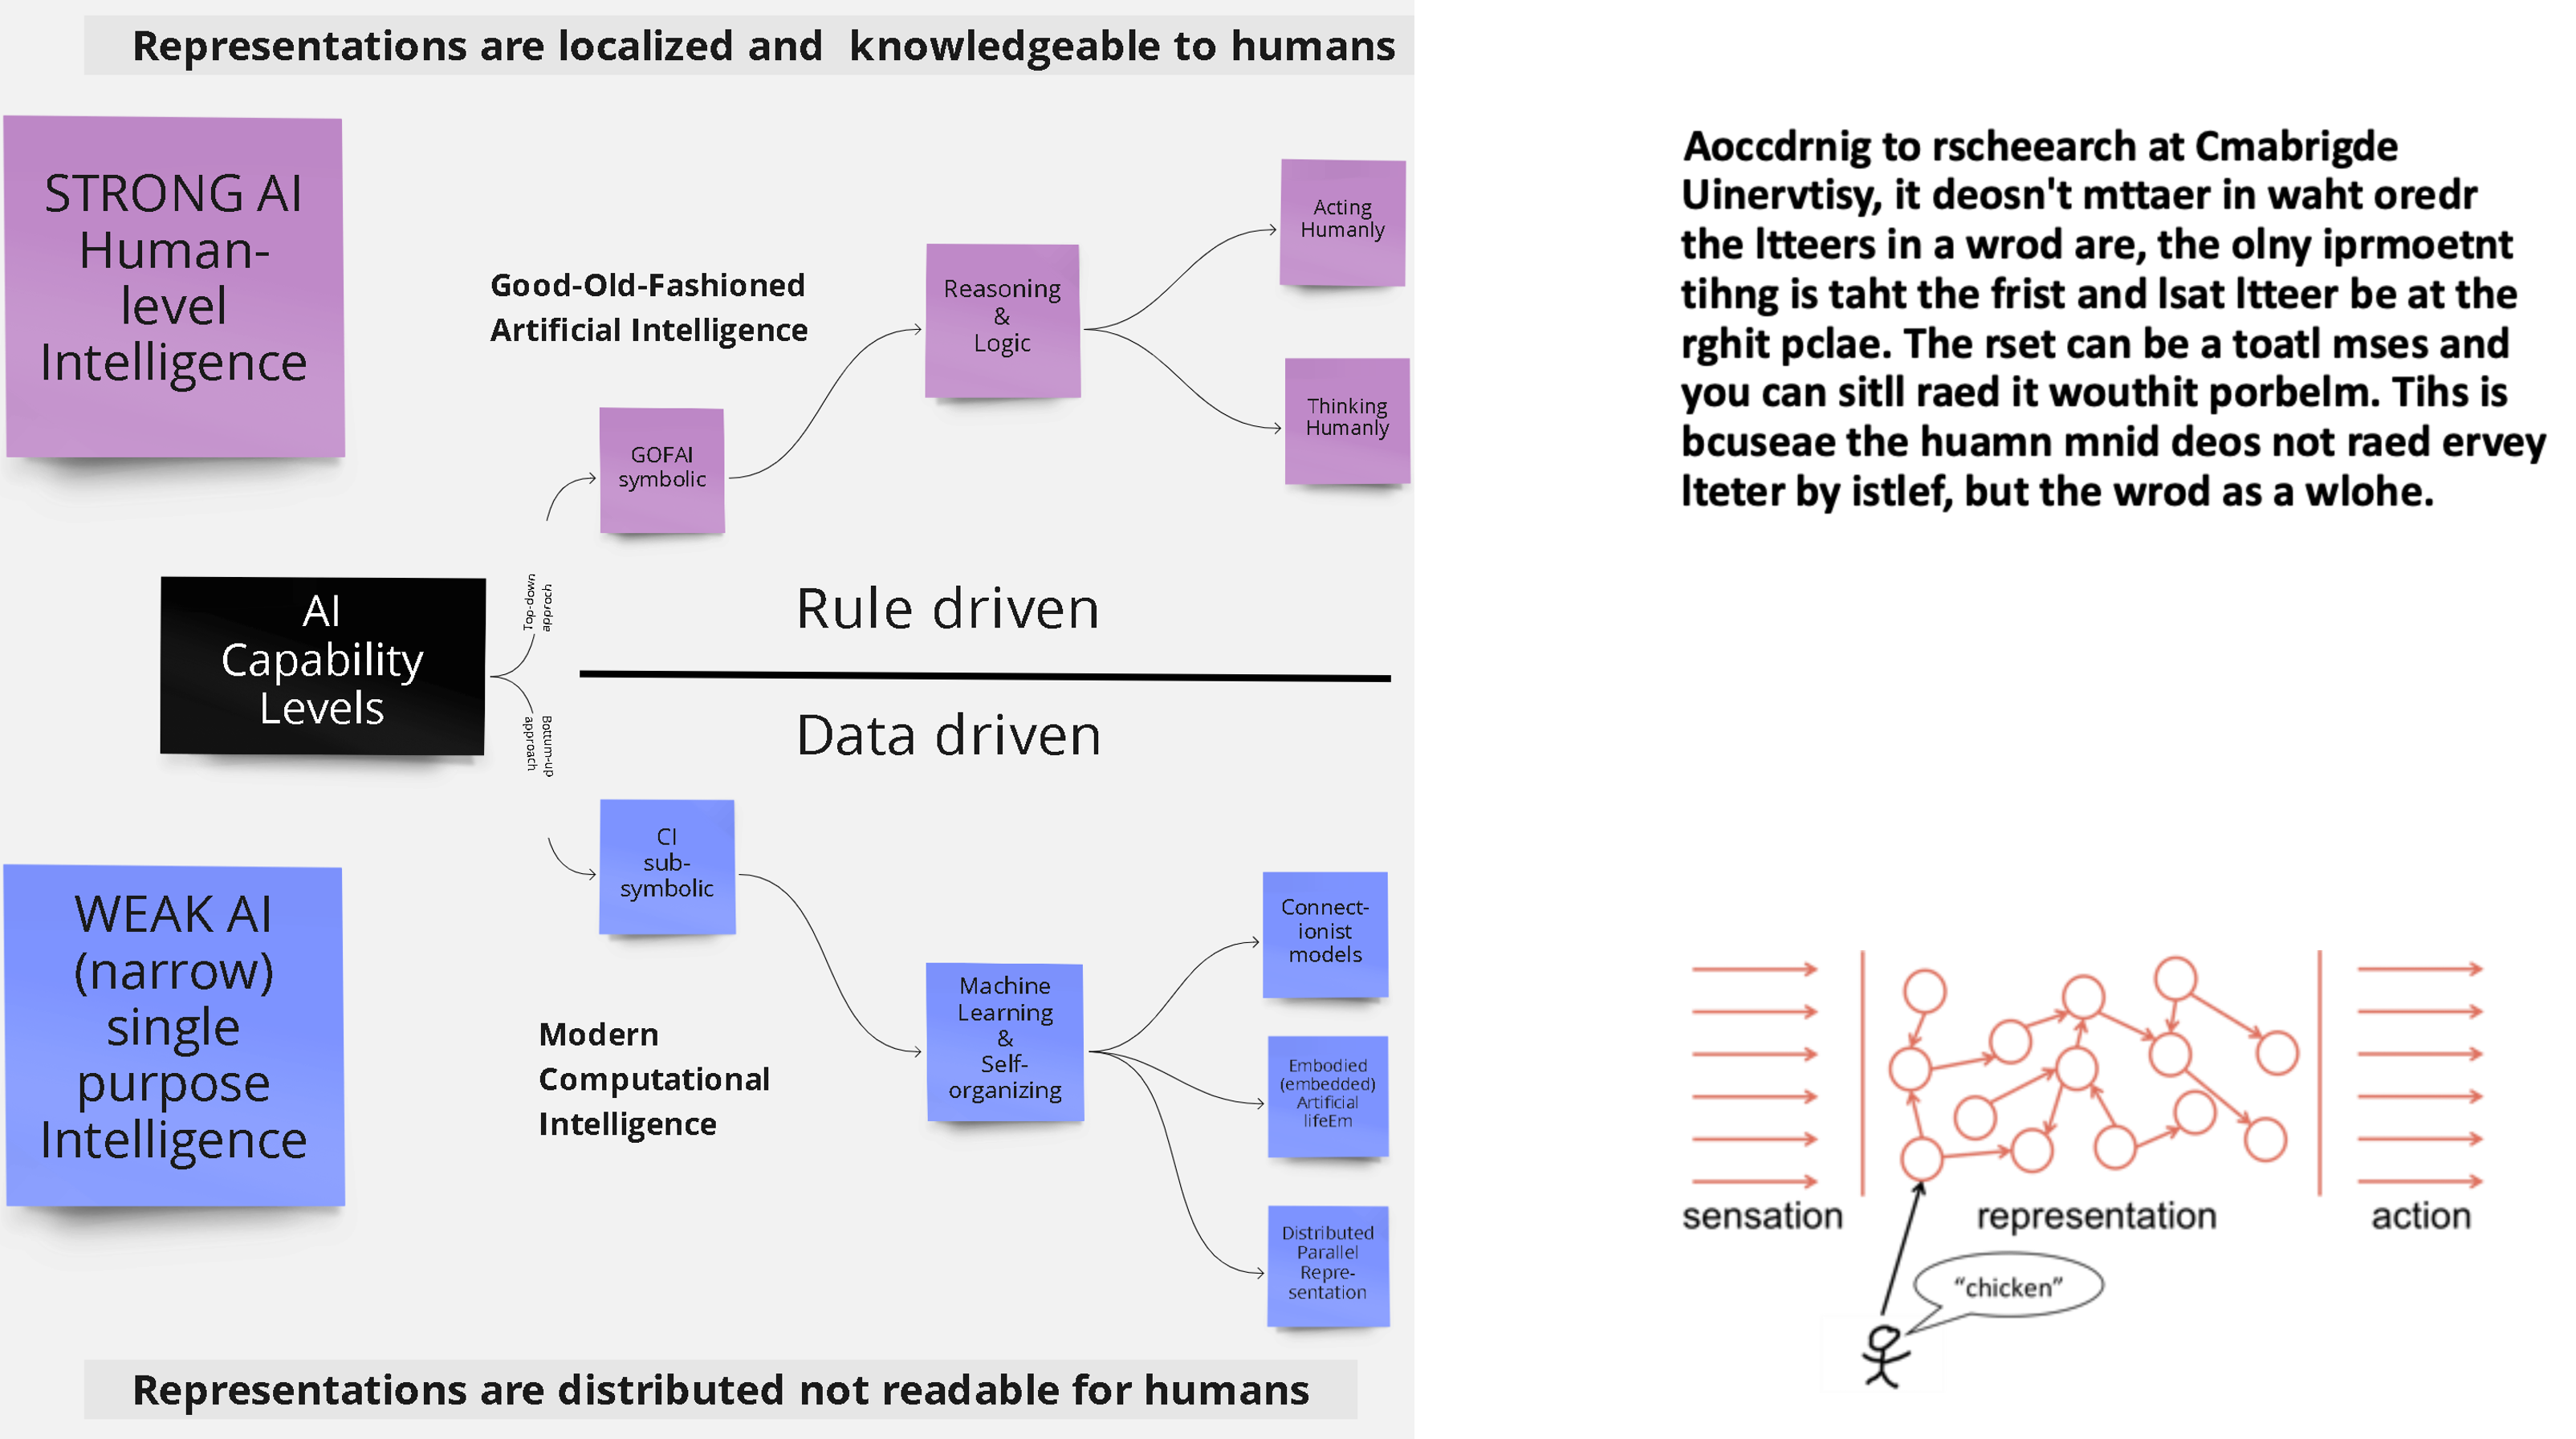 Representations are localized and knowledgeable to humans
STRONG AI
Human-
level
Intelligence
Good-Old-Fashioned
Artificial Intelligence
GOFAI
symbolic
Reasoning
&
Logic
Acting
Humanly
Thinking
Humanly
AI
Capability
Levels
Top-down
approch
Bottum-up
approach
Rule driven
Data driven
WEAK AI
(narrow)
single
purpose
Intelligence
CI
sub-
symbolic
Modern
Computational
Intelligence
Machine
Learning
&
Self-
organizing
Connect-
ionist
models
Embodied
(embedded)
Artificial
lifeEm
Distributed
Parallel
Repre-
sentation
Representations are distributed not readable for humans
Aoccdrnig to rscheearch at Cmabrigde
Uinervtisy, it deosn't mttaer in waht oredr
the ltteers in a wrod are, the olny iprmoetnt
tihng is taht the frist and lsat ltteer be at the
rghit pclae. The rset can be a toatl mses and
you can sitll raed it wouthit porbelm. Tihs is
bcuseae the huamn mnid deos not raed ervey
lteter by istlef, but the wrod as a wlohe.
sensation
representation
action
“chicken”